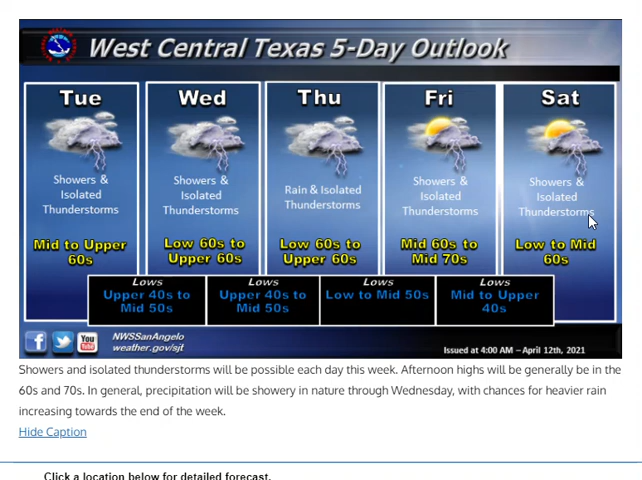 West Central Texas 5-Day Outlook
Tue
Wed
Thu
Fri
Sat
Showers &
Isolated
Thunderstorms
Showers &
Isolated
Thunderstorms
Rain & Isolated
Thunderstorms
Showers &
Isolated
Thunderstorms
Showers &
Isolated
Thunderstorms
Mid to Upper
60s
Low 60s to
Upper 60s
Low 60s to
Upper 60s
Mid 60s to
Mid 70s
Low to Mid
60s
Lows
Upper 40s to
Mid 50s
Lows
Upper 40s to
Mid 50s
Lows
Low to Mid 50s
Lows
Mid to Upper
40s
f
You
Tube
NWSSanAngelo
weather.gov/sjt
Issued at 4:00 AM – April 12th, 2021
Showers and isolated thunderstorms will be possible each day this week. Afternoon highs will be generally be in the
60s and 70s. In general, precipitation will be showery in nature through Wednesday, with chances for heavier rain
increasing towards the end of the week.
Hide Caption
Click a location below for detailed forecast.